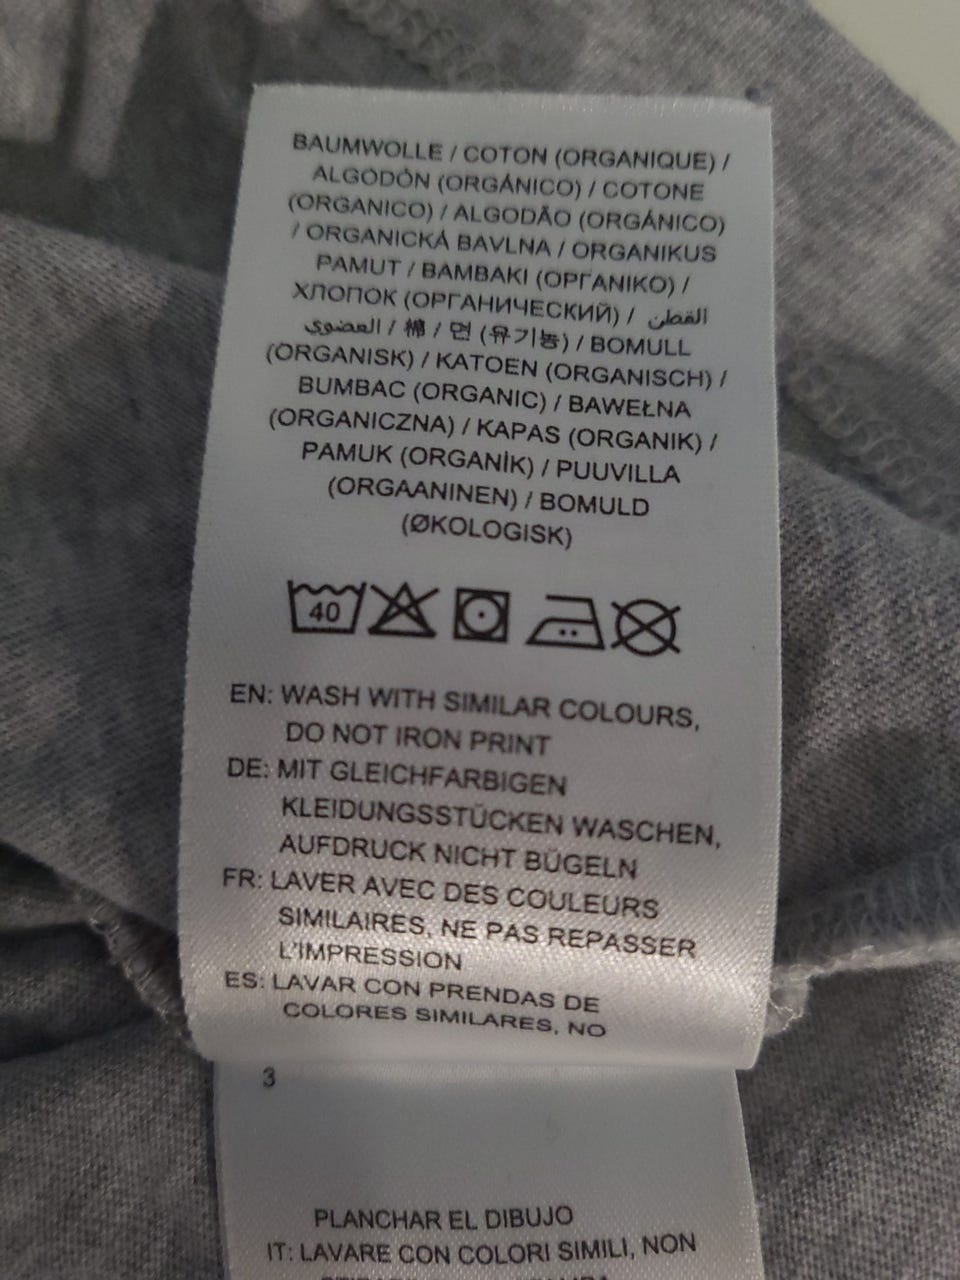 BAUMWOLLE / COTON (ORGANIQUE) /
ALGODÓN (ORGÁNICO) / COTONE
(ORGANICO) / ALGODÃO (ORGÁNICO)
/ ORGANICKÁ BAVLNA / ORGANIKUS
PAMUT / BAMBAKI (ΟΡΓΑΝΙΚΟ) /
ХЛОПОК (ОРГАНИЧЕСКИЙ) / القطن
العضوي / 棉 / 면 (유기농) / BOMULL
(ORGANISK) / KATOEN (ORGANISCH) /
BUMBAC (ORGANIC) / BAWEŁNA
(ORGANICZNA) / KAPAS (ORGANIK) /
PAMUK (ORGANİK) / PUUVILLA
(ORGAANINEN) / BOMULD
(ØKOLOGISK)
40
EN: WASH WITH SIMILAR COLOURS,
DO NOT IRON PRINT
DE: MIT GLEICHFARBIGEN
KLEIDUNGSSTÜCKEN WASCHEN,
AUFDRUCK NICHT BÜGELN
FR: LAVER AVEC DES COULEURS
SIMILAIRES, NE PAS REPASSER
L'IMPRESSION
ES: LAVAR CON PRENDAS DE
COLORES SIMILARES, NO
3
PLANCHAR EL DIBUJO
IT: LAVARE CON COLORI SIMILI, NON